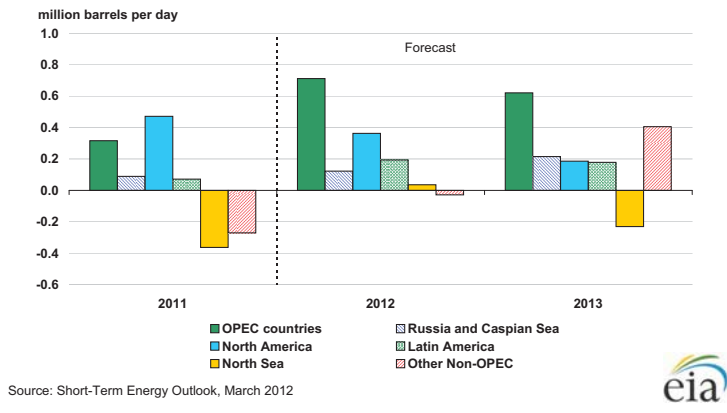 million barrels per day
1.0
Forecast
0.8
0.6
0.4
0.2
0.0
-0.2
-0.4
-0.6
2011 2012 2013
OPEC countries Russia and Caspian Sea
North America Latin America
North Sea Other Non-OPEC
Source: Short-Term Energy Outlook, March 2012
eia